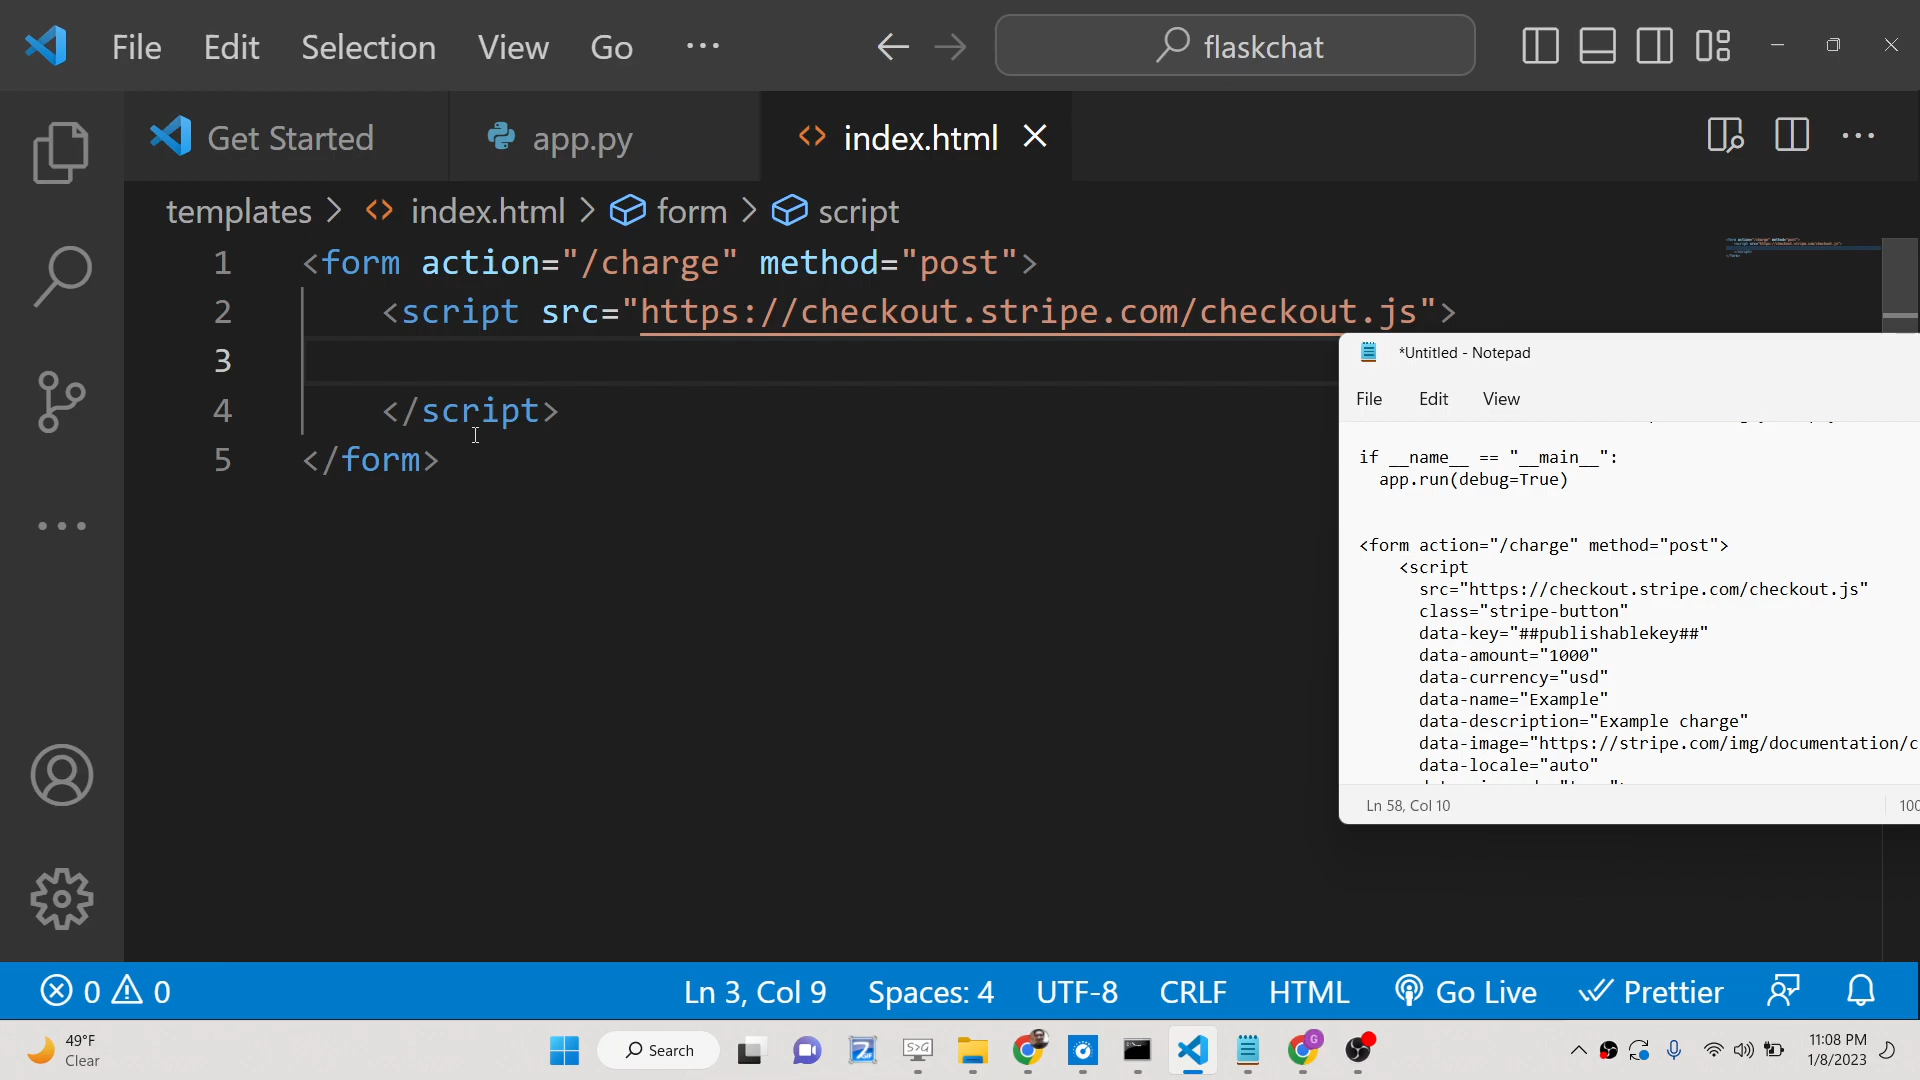 File Edit Selection View Go ··· flaskchat
Get Started app.py index.html
templates > index.html > form > script
1 <form action="/charge" method="post">
2 <script src="https://checkout.stripe.com/checkout.js">
3
4 </script>
5 </form>
*Untitled - Notepad
File Edit View
if __name__ == "__main__":
app.run(debug=True)
<form action="/charge" method="post">
<script
src="https://checkout.stripe.com/checkout.js"
class="stripe-button"
data-key="##publishablekey##"
data-amount="1000"
data-currency="usd"
data-name="Example"
data-description="Example charge"
data-image="https://stripe.com/img/documentation/c
data-locale="auto"
Ln 58, Col 10 100
0 0 Ln 3, Col 9 Spaces: 4 UTF-8 CRLF HTML Go Live Prettier
49°F
Clear
Search
11:08 PM
1/8/2023